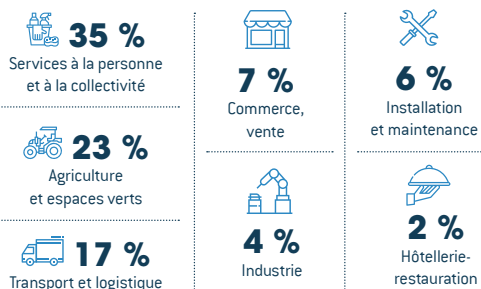 35 %
Services à la personne
et à la collectivité
23 %
Agriculture
et espaces verts
17 %
Transport et logistique
7 %
Commerce,
vente
4 %
Industrie
6 %
Installation
et maintenance
2 %
Hôtellerie-
restauration